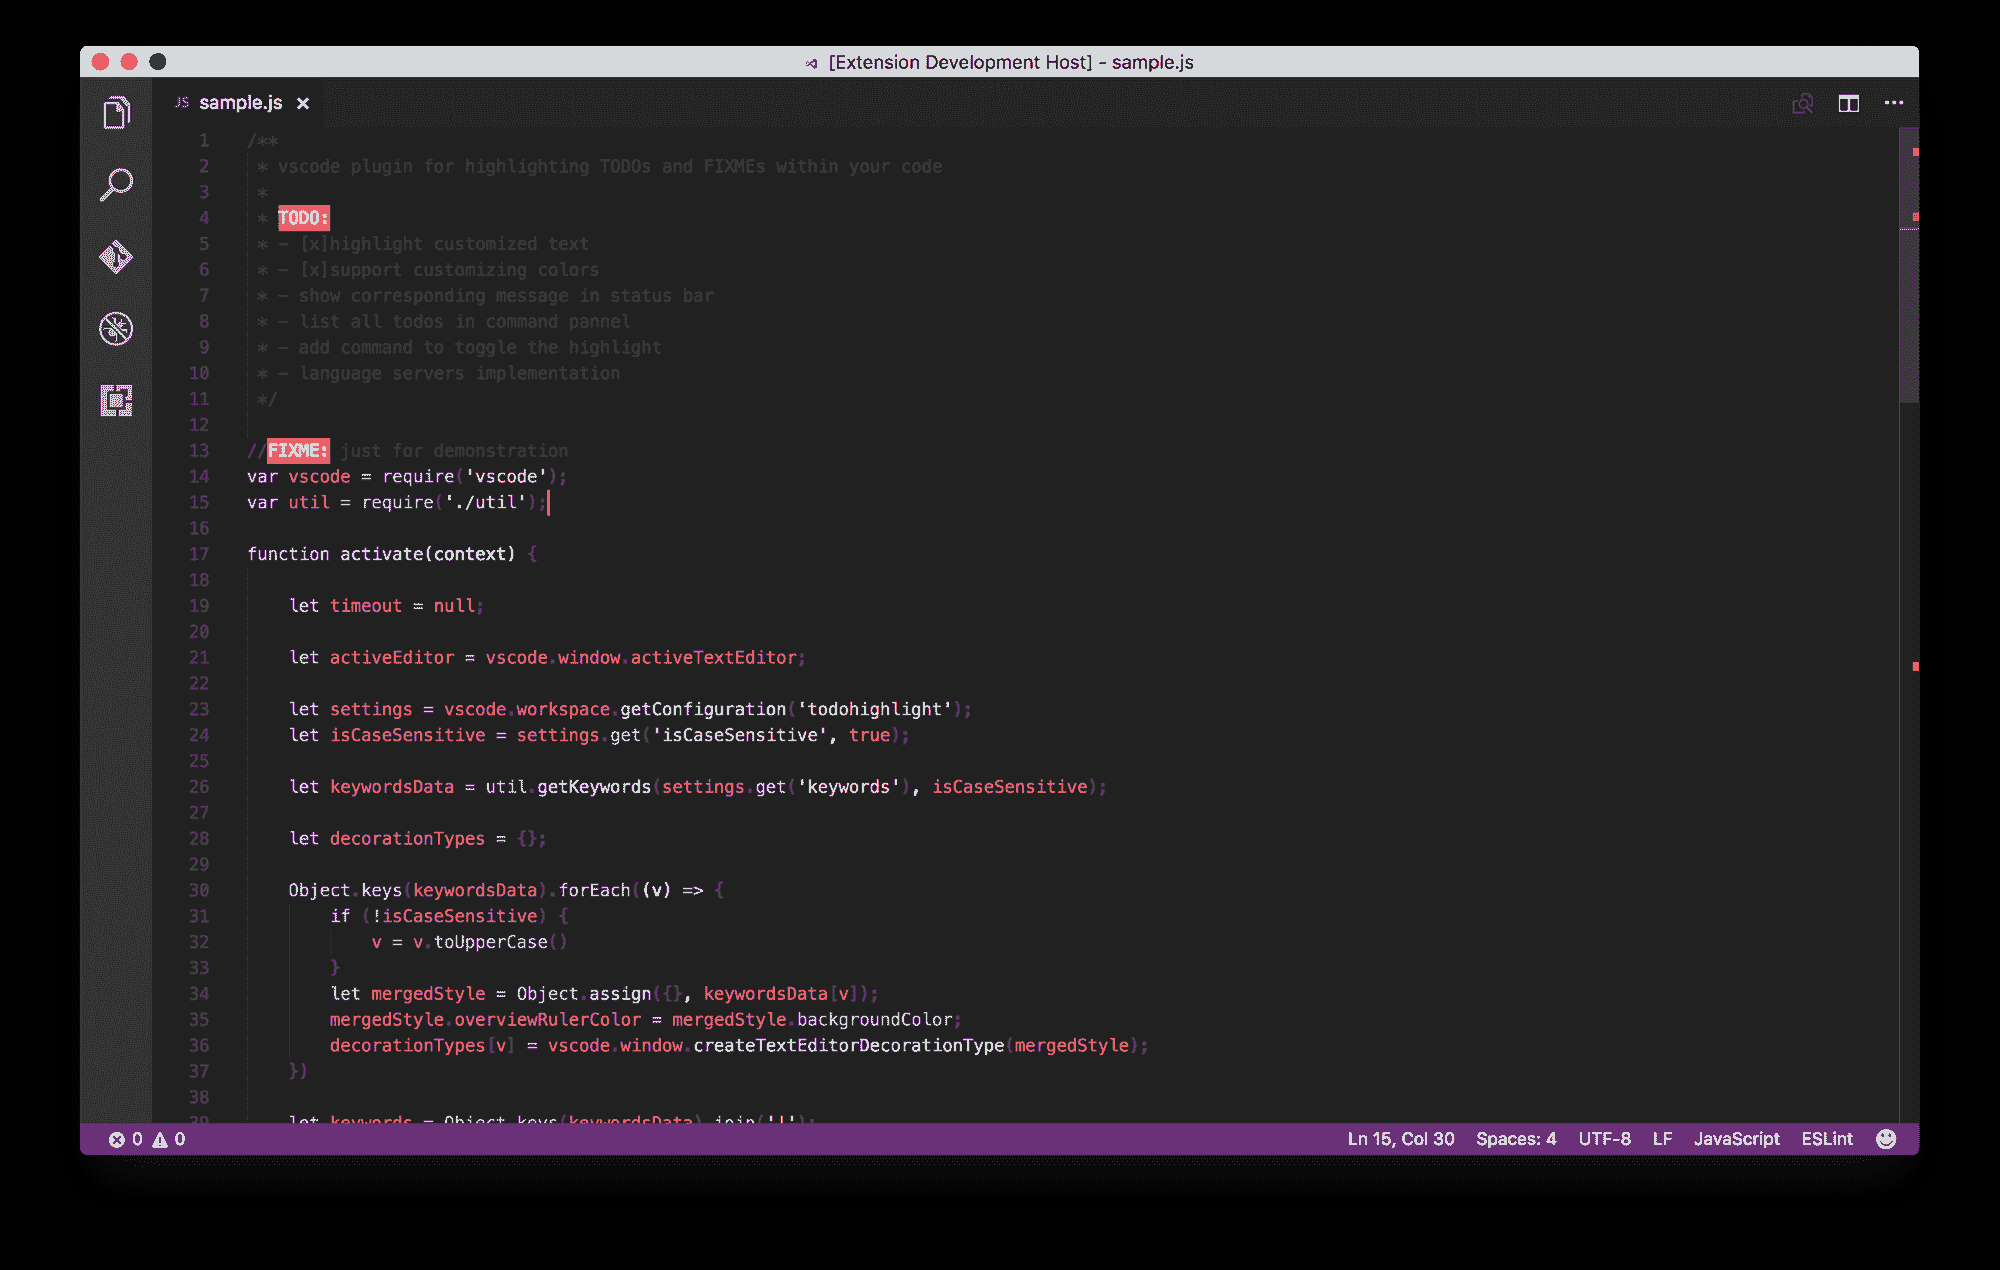 [Extension Development Host] - sample.js
JS sample.js ×
1 /**
2 * vscode plugin for highlighting TODOs and FIXMEs within your code
3 *
4 * TODO:
5 * - [x]highlight customized text
6 * - [x]support customizing colors
7 * - show corresponding message in status bar
8 * - list all todos in command pannel
9 * - add command to toggle the highlight
10 * - language servers implementation
11 */
12
13 //FIXME: just for demonstration
14 var vscode = require('vscode');
15 var util = require('./util');
16
17 function activate(context) {
18
19 let timeout = null;
20
21 let activeEditor = vscode.window.activeTextEditor;
22
23 let settings = vscode.workspace.getConfiguration('todohighlight');
24 let isCaseSensitive = settings.get('isCaseSensitive', true);
25
26 let keywordsData = util.getKeywords(settings.get('keywords'), isCaseSensitive);
27
28 let decorationTypes = {};
29
30 Object.keys(keywordsData).forEach((v) => {
31 if (!isCaseSensitive) {
32 v = v.toUpperCase()
33 }
34 let mergedStyle = Object.assign({}, keywordsData[v]);
35 mergedStyle.overviewRulerColor = mergedStyle.backgroundColor;
36 decorationTypes[v] = vscode.window.createTextEditorDecorationType(mergedStyle);
37 })
38
39 let keywords = Object.keys(keywordsData).join('|');
0 0 Ln 15, Col 30 Spaces: 4 UTF-8 LF JavaScript ESLint